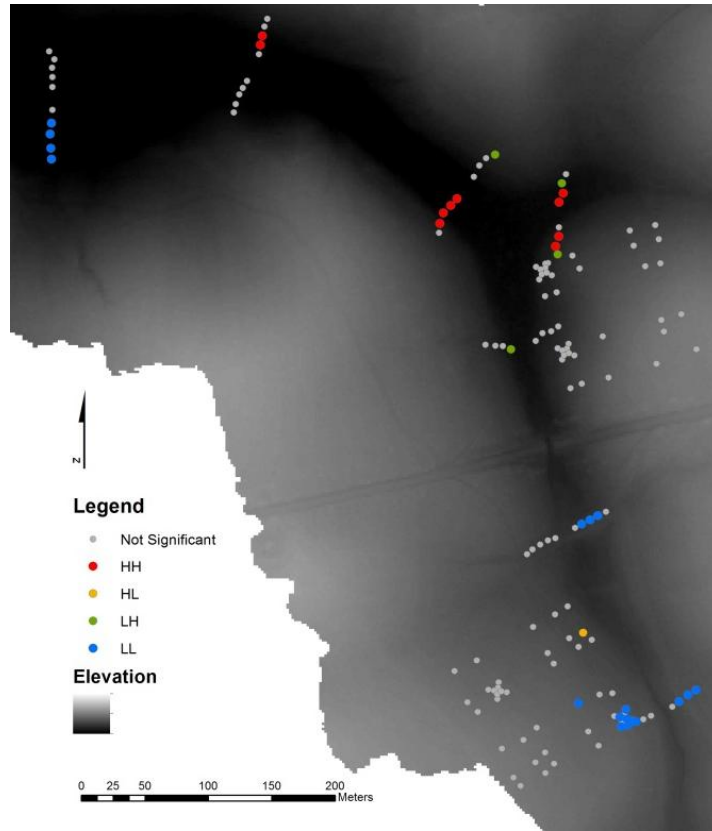 z
Legend
Not Significant
HH
HL
LH
LL
Elevation
0 25 50 100 150 200
Meters